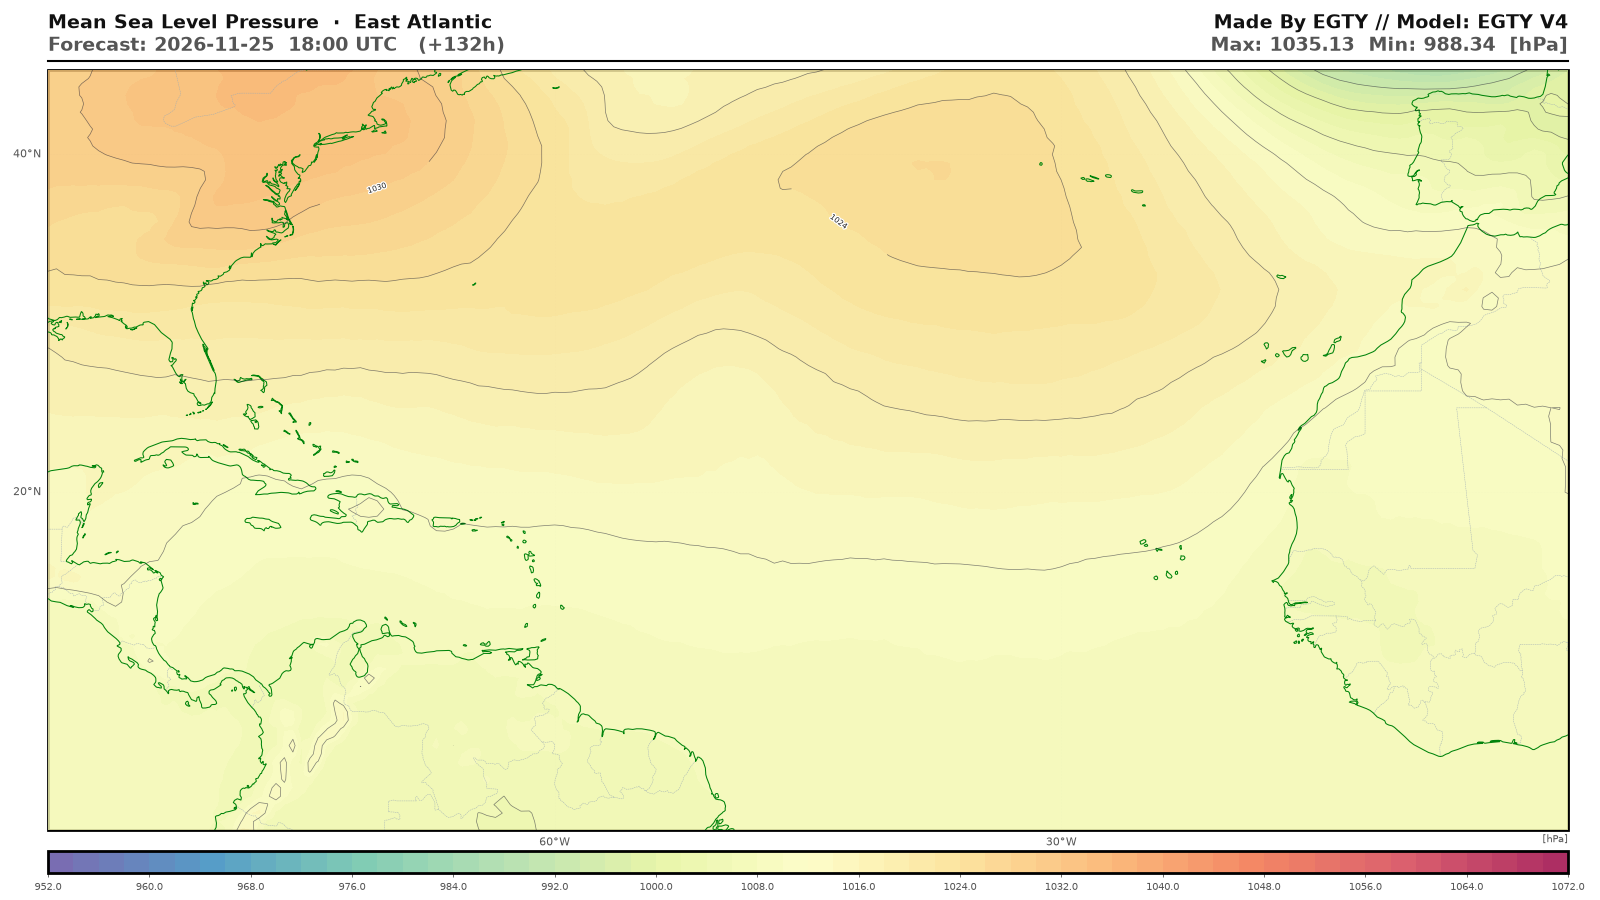 Mean Sea Level Pressure · East Atlantic
Made By EGTY // Model: EGTY V4
Forecast: 2026-11-25 18:00 UTC (+132h)
Max: 1035.13 Min: 988.34 [hPa]
40°N
1030
1024
20°N
60°W
30°W
[hPa]
952.0 960.0 968.0 976.0 984.0 992.0 1000.0 1008.0 1016.0 1024.0 1032.0 1040.0 1048.0 1056.0 1064.0 1072.0